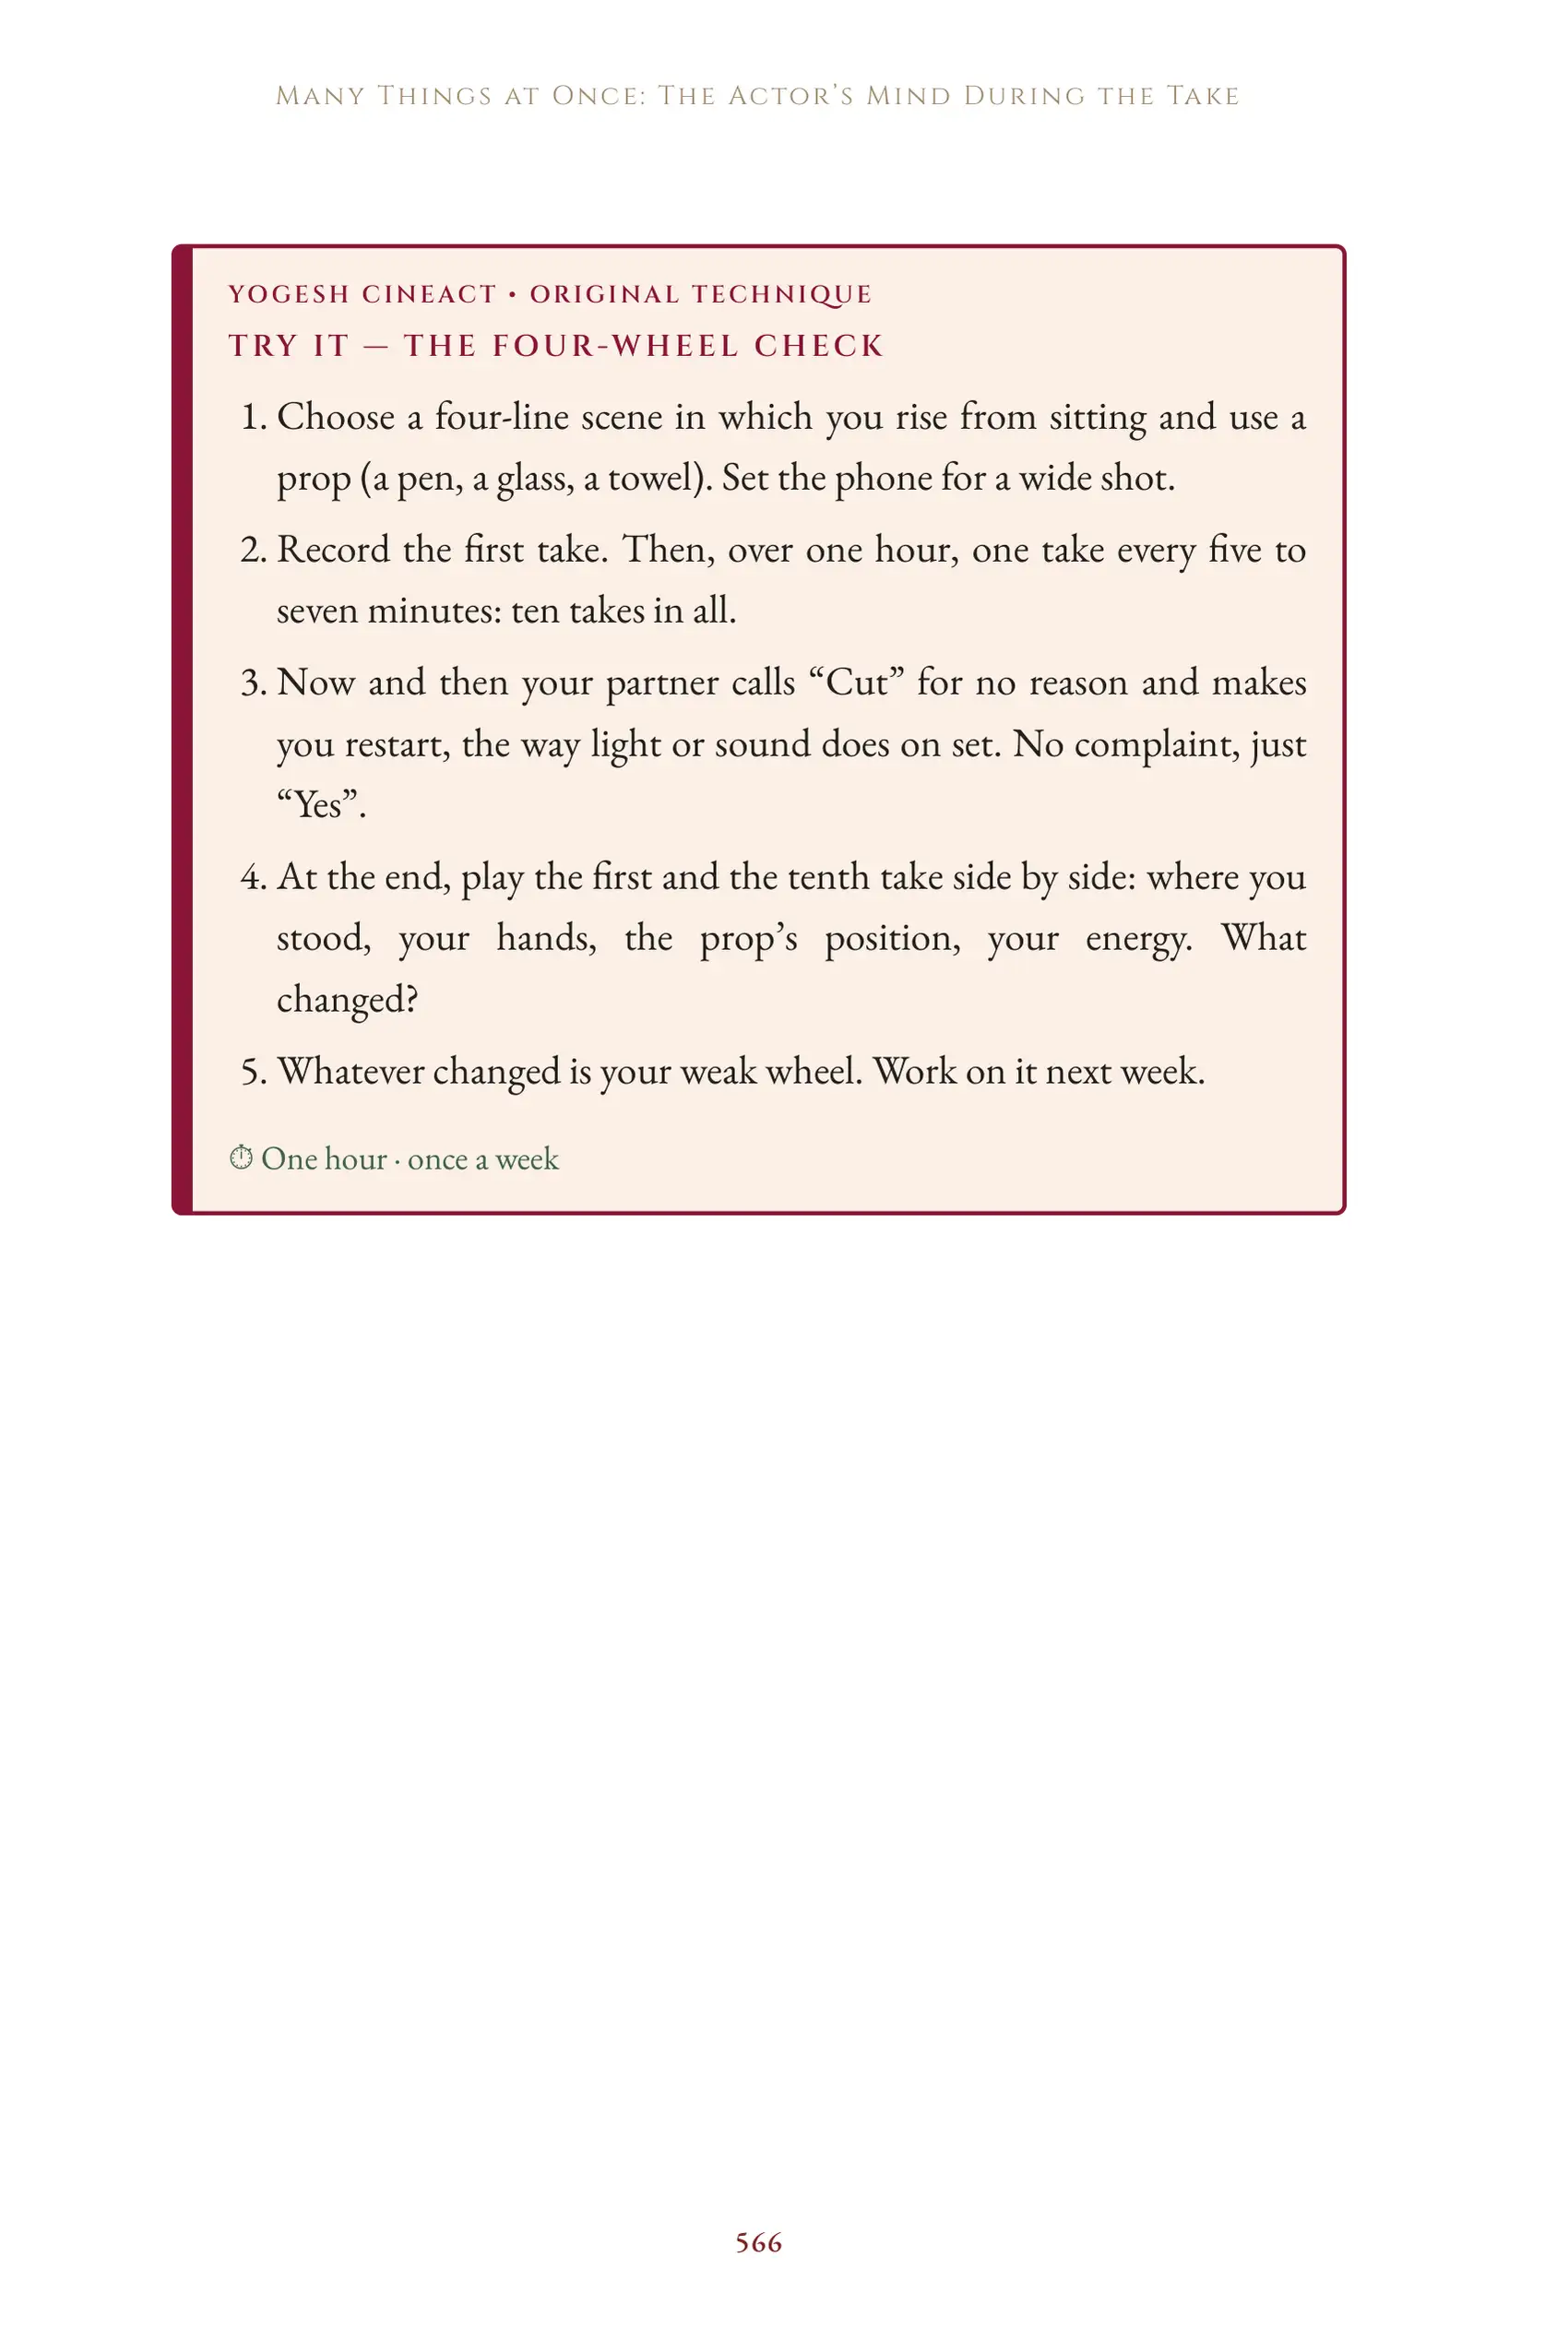 Many Things at Once: The Actor’s Mind During the Take
YOGESH CINEACT • ORIGINAL TECHNIQUE
TRY IT — THE FOUR-WHEEL CHECK
1. Choose a four-line scene in which you rise from sitting and use a
prop (a pen, a glass, a towel). Set the phone for a wide shot.
2. Record the first take. Then, over one hour, one take every five to
seven minutes: ten takes in all.
3. Now and then your partner calls “Cut” for no reason and makes
you restart, the way light or sound does on set. No complaint, just
“Yes”.
4. At the end, play the first and the tenth take side by side: where you
stood, your hands, the prop’s position, your energy. What
changed?
5. Whatever changed is your weak wheel. Work on it next week.
⏱ One hour · once a week
566